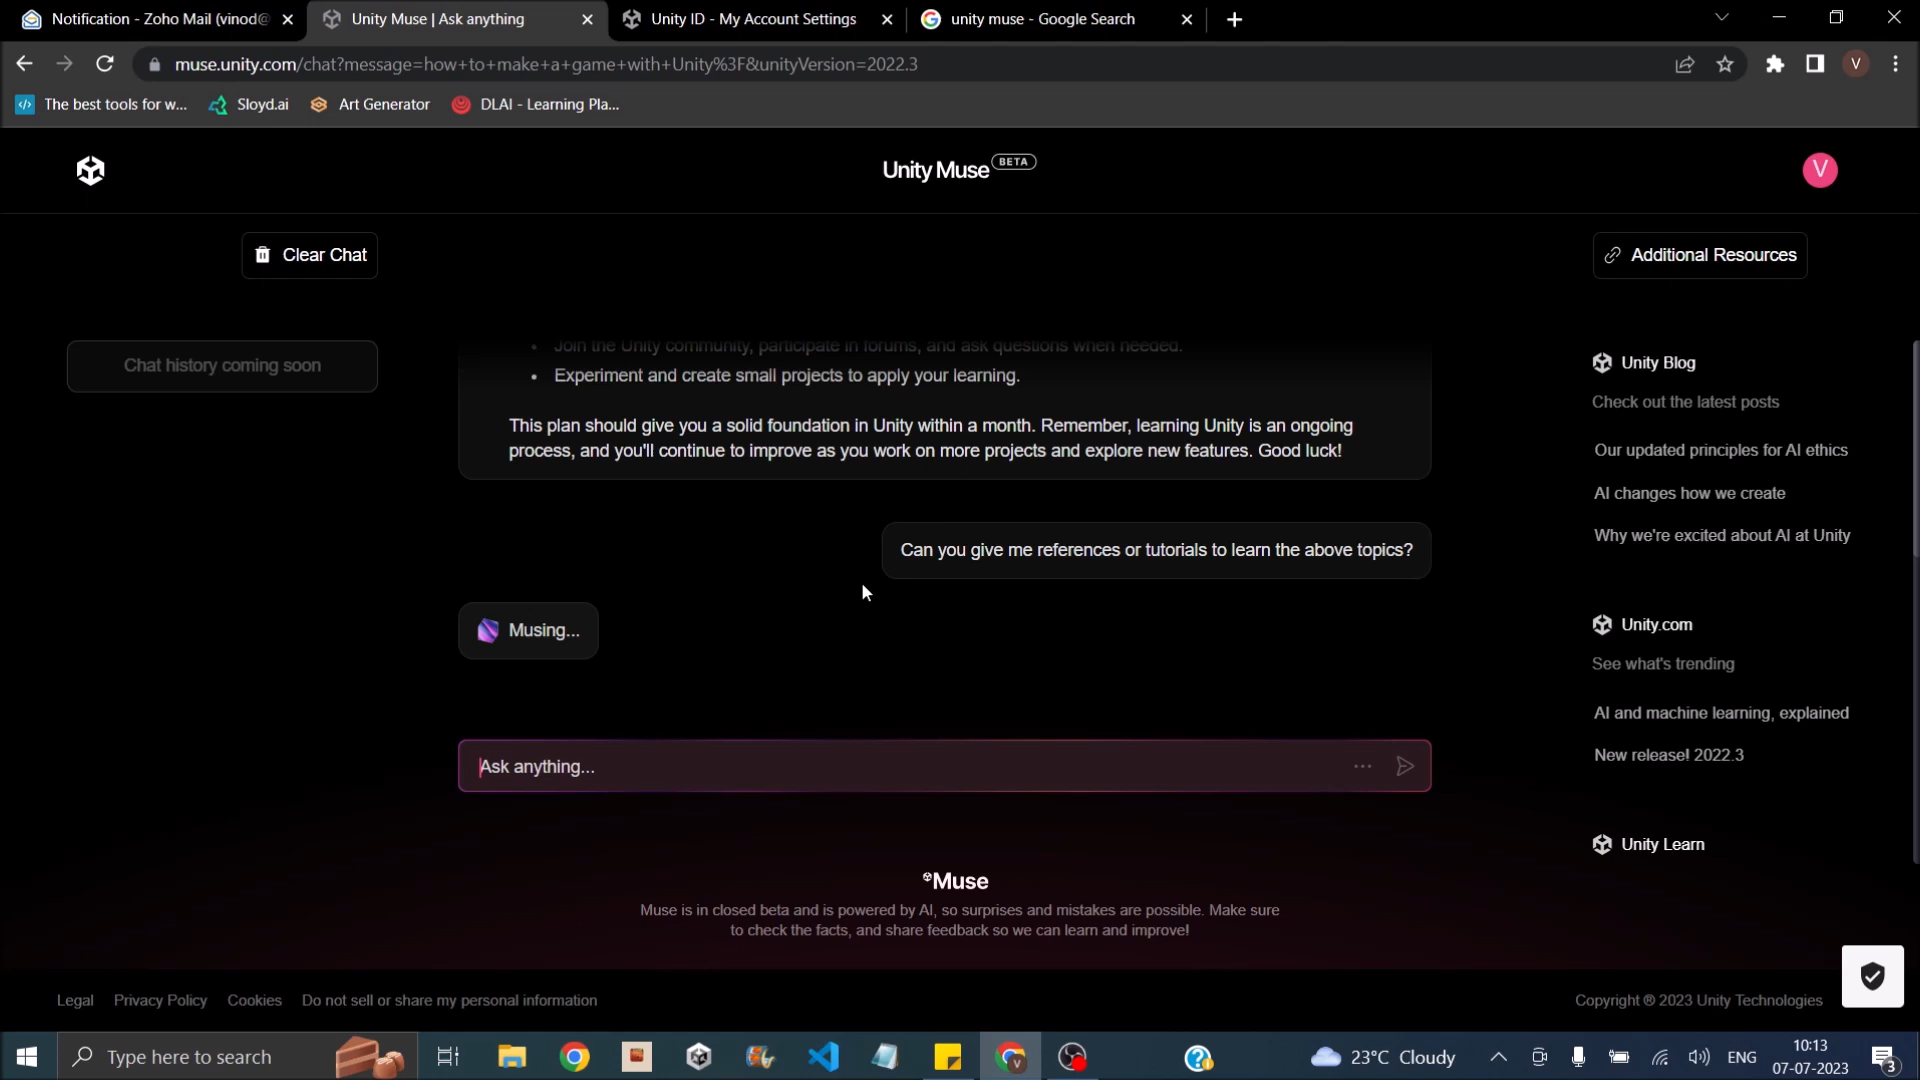 Notification - Zoho Mail (vinod@
Unity Muse | Ask anything
Unity ID - My Account Settings
unity muse - Google Search
muse.unity.com/chat?message=how+to+make+a+game+with+Unity%3F&unityVersion=2022.3
V
The best tools for w...
Sloyd.ai
Art Generator
DLAI - Learning Pla...
Unity Muse BETA
V
Clear Chat
Additional Resources
Chat history coming soon
Join the Unity community, participate in forums, and ask questions when needed.
Experiment and create small projects to apply your learning.
This plan should give you a solid foundation in Unity within a month. Remember, learning Unity is an ongoing
process, and you'll continue to improve as you work on more projects and explore new features. Good luck!
Can you give me references or tutorials to learn the above topics?
Musing...
Ask anything...
Unity Blog
Check out the latest posts
Our updated principles for AI ethics
AI changes how we create
Why we're excited about AI at Unity
Unity.com
See what's trending
AI and machine learning, explained
New release! 2022.3
Unity Learn
Muse
Muse is in closed beta and is powered by AI, so surprises and mistakes are possible. Make sure
to check the facts, and share feedback so we can learn and improve!
Legal
Privacy Policy
Cookies
Do not sell or share my personal information
Copyright ® 2023 Unity Technologies
Type here to search
V
23°C Cloudy
ENG
10:13
07-07-2023
3